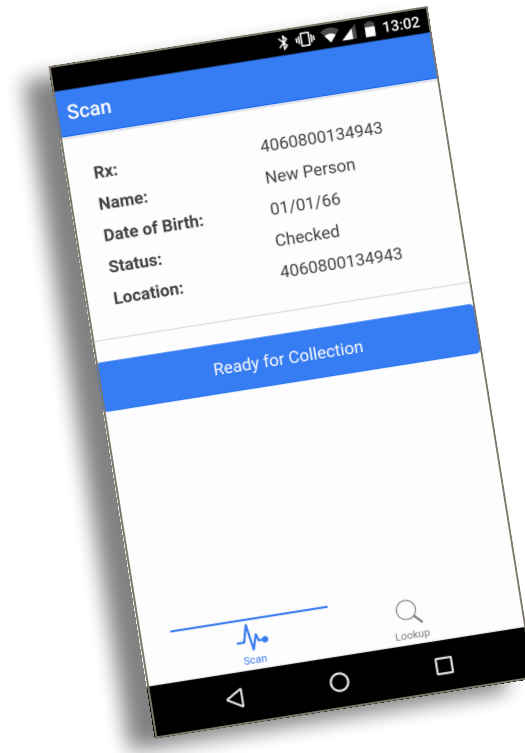 13:02
Scan
Rx: 4060800134943
Name: New Person
Date of Birth: 01/01/66
Status: Checked
Location: 4060800134943
Ready for Collection
Scan Lookup